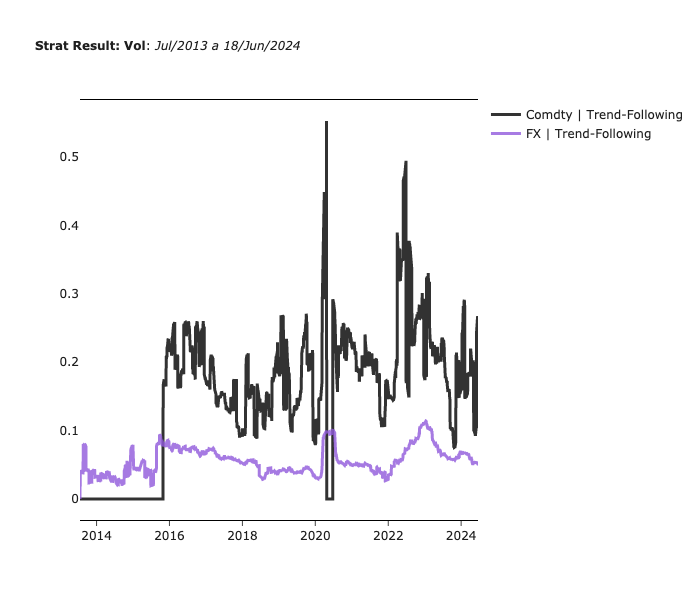 Strat Result: Vol: Jul/2013 a 18/Jun/2024
Comdty | Trend-Following
FX | Trend-Following
0.5
0.4
0.3
0.2
0.1
0
2014 2016 2018 2020 2022 2024